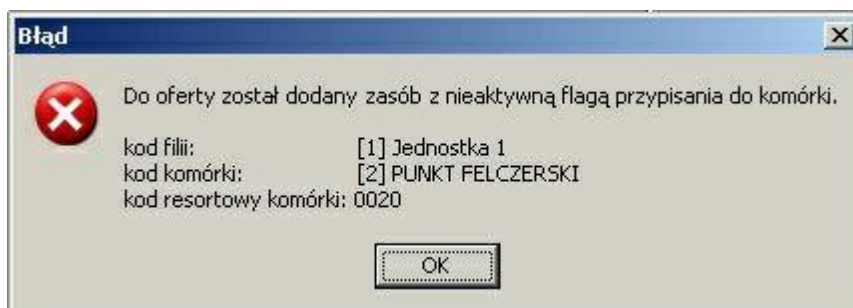 Błąd
Do oferty został dodany zasób z nieaktywną flagą przypisania do komórki.
kod filii: [1] Jednostka 1
kod komórki: [2] PUNKT FELCZERSKI
kod resortowy komórki: 0020
OK